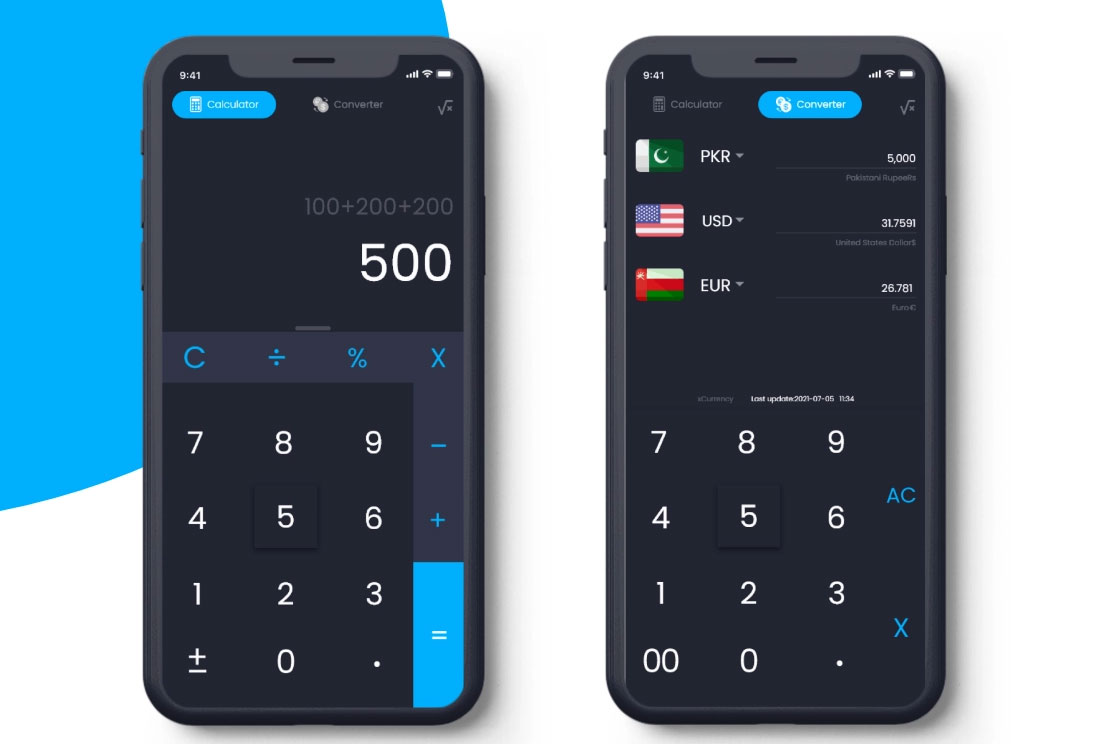 9:41
Calculator Converter √x
100+200+200
500
C ÷ % X
7 8 9 −
4 5 6 +
1 2 3
=
± 0 .
9:41
Calculator Converter √x
PKR 5,000
Pakistani RupeeRs
USD 31.7591
United States Dollar$
EUR 26.781
Euro€
xCurrency Last update:2021-07-05 11:34
7 8 9
AC
4 5 6
1 2 3
X
00 0 .